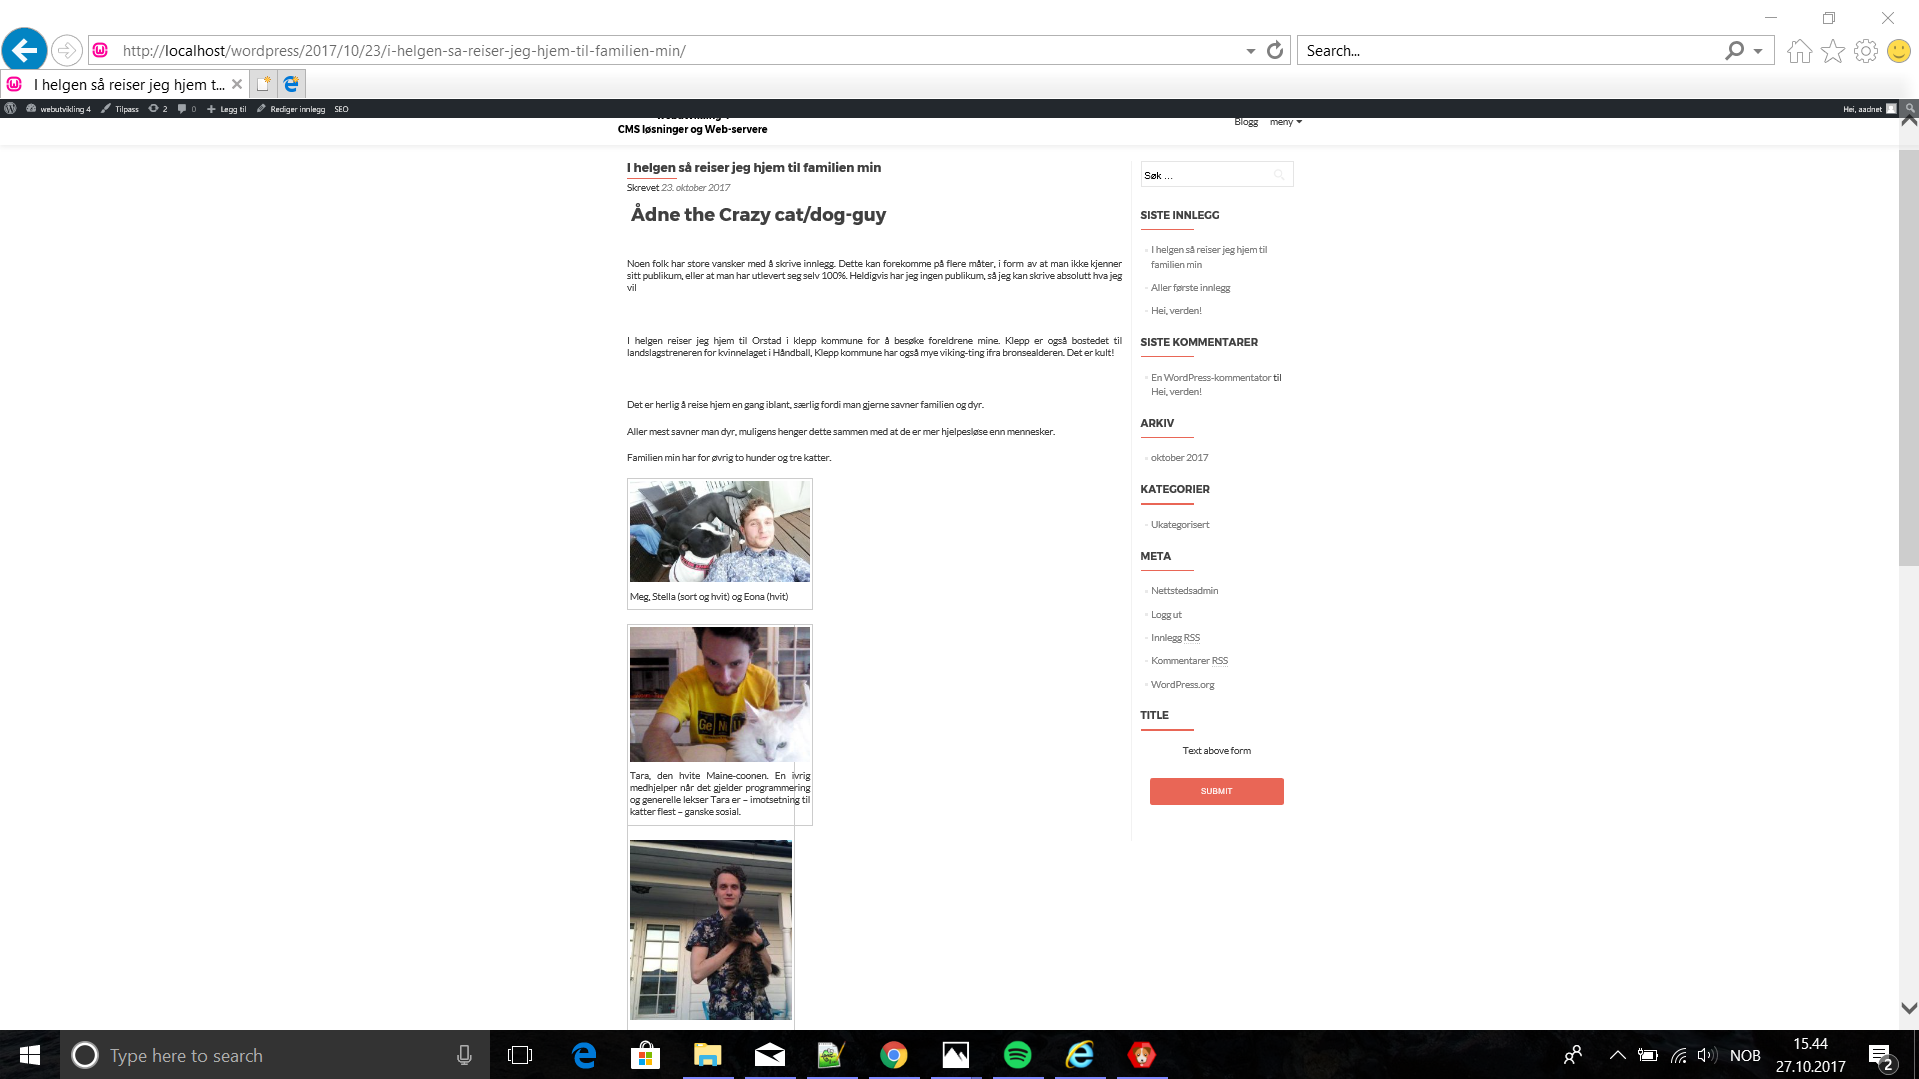 http://localhost/wordpress/2017/10/23/i-helgen-sa-reiser-jeg-hjem-til-familien-min/
Search...
I helgen så reiser jeg hjem t...
webutvikling 4
Tilpass
2
0
Legg til
Rediger innlegg
SEO
Hei, aadnet
CMS løsninger og Web-servere
Blogg
meny
I helgen så reiser jeg hjem til familien min
Skrevet 23. oktober 2017
Ådne the Crazy cat/dog-guy
Noen folk har store vansker med å skrive innlegg. Dette kan forekomme på flere måter, i form av at man ikke kjenner
sitt publikum, eller at man har utlevert seg selv 100%. Heldigvis har jeg ingen publikum, så jeg kan skrive absolutt hva jeg
vil
I helgen reiser jeg hjem til Orstad i klepp kommune for å besøke foreldrene mine. Klepp er også bostedet til
landslagstreneren for kvinnelaget i Håndball, Klepp kommune har også mye viking-ting ifra bronsealderen. Det er kult!
Det er herlig å reise hjem en gang iblant, særlig fordi man gjerne savner familien og dyr.
Aller mest savner man dyr, muligens henger dette sammen med at de er mer hjelpesløse enn mennesker.
Familien min har for øvrig to hunder og tre katter.
Meg, Stella (sort og hvit) og Eona (hvit)
Ge Ni U
Tara, den hvite Maine-coonen. En ivrig
medhjelper når det gjelder programmering
og generelle lekser Tara er – imotsetning til
katter flest – ganske sosial.
Søk ...
SISTE INNLEGG
I helgen så reiser jeg hjem til
familien min
Aller første innlegg
Hei, verden!
SISTE KOMMENTARER
En WordPress-kommentator til
Hei, verden!
ARKIV
oktober 2017
KATEGORIER
Ukategorisert
META
Nettstedsadmin
Logg ut
Innlegg RSS
Kommentarer RSS
WordPress.org
TITLE
Text above form
SUBMIT
Type here to search
NOB
15.44
27.10.2017
2